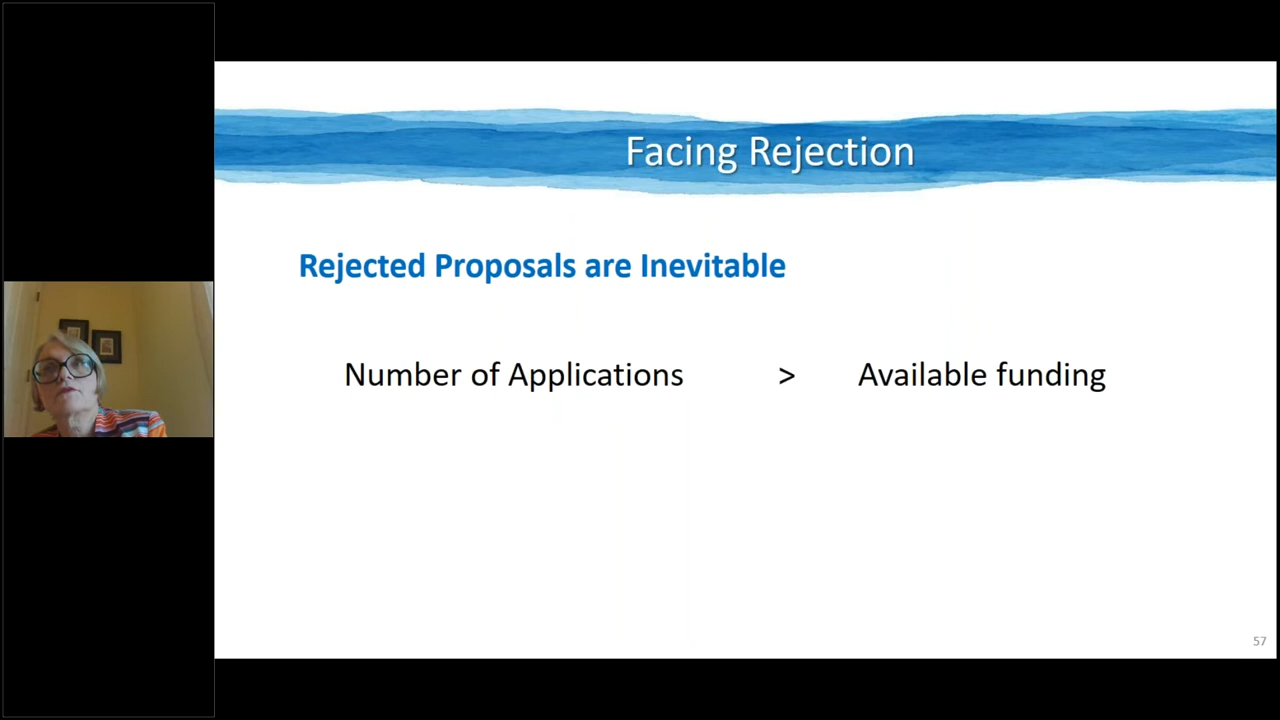 Facing Rejection
Rejected Proposals are Inevitable
Number of Applications > Available funding
57